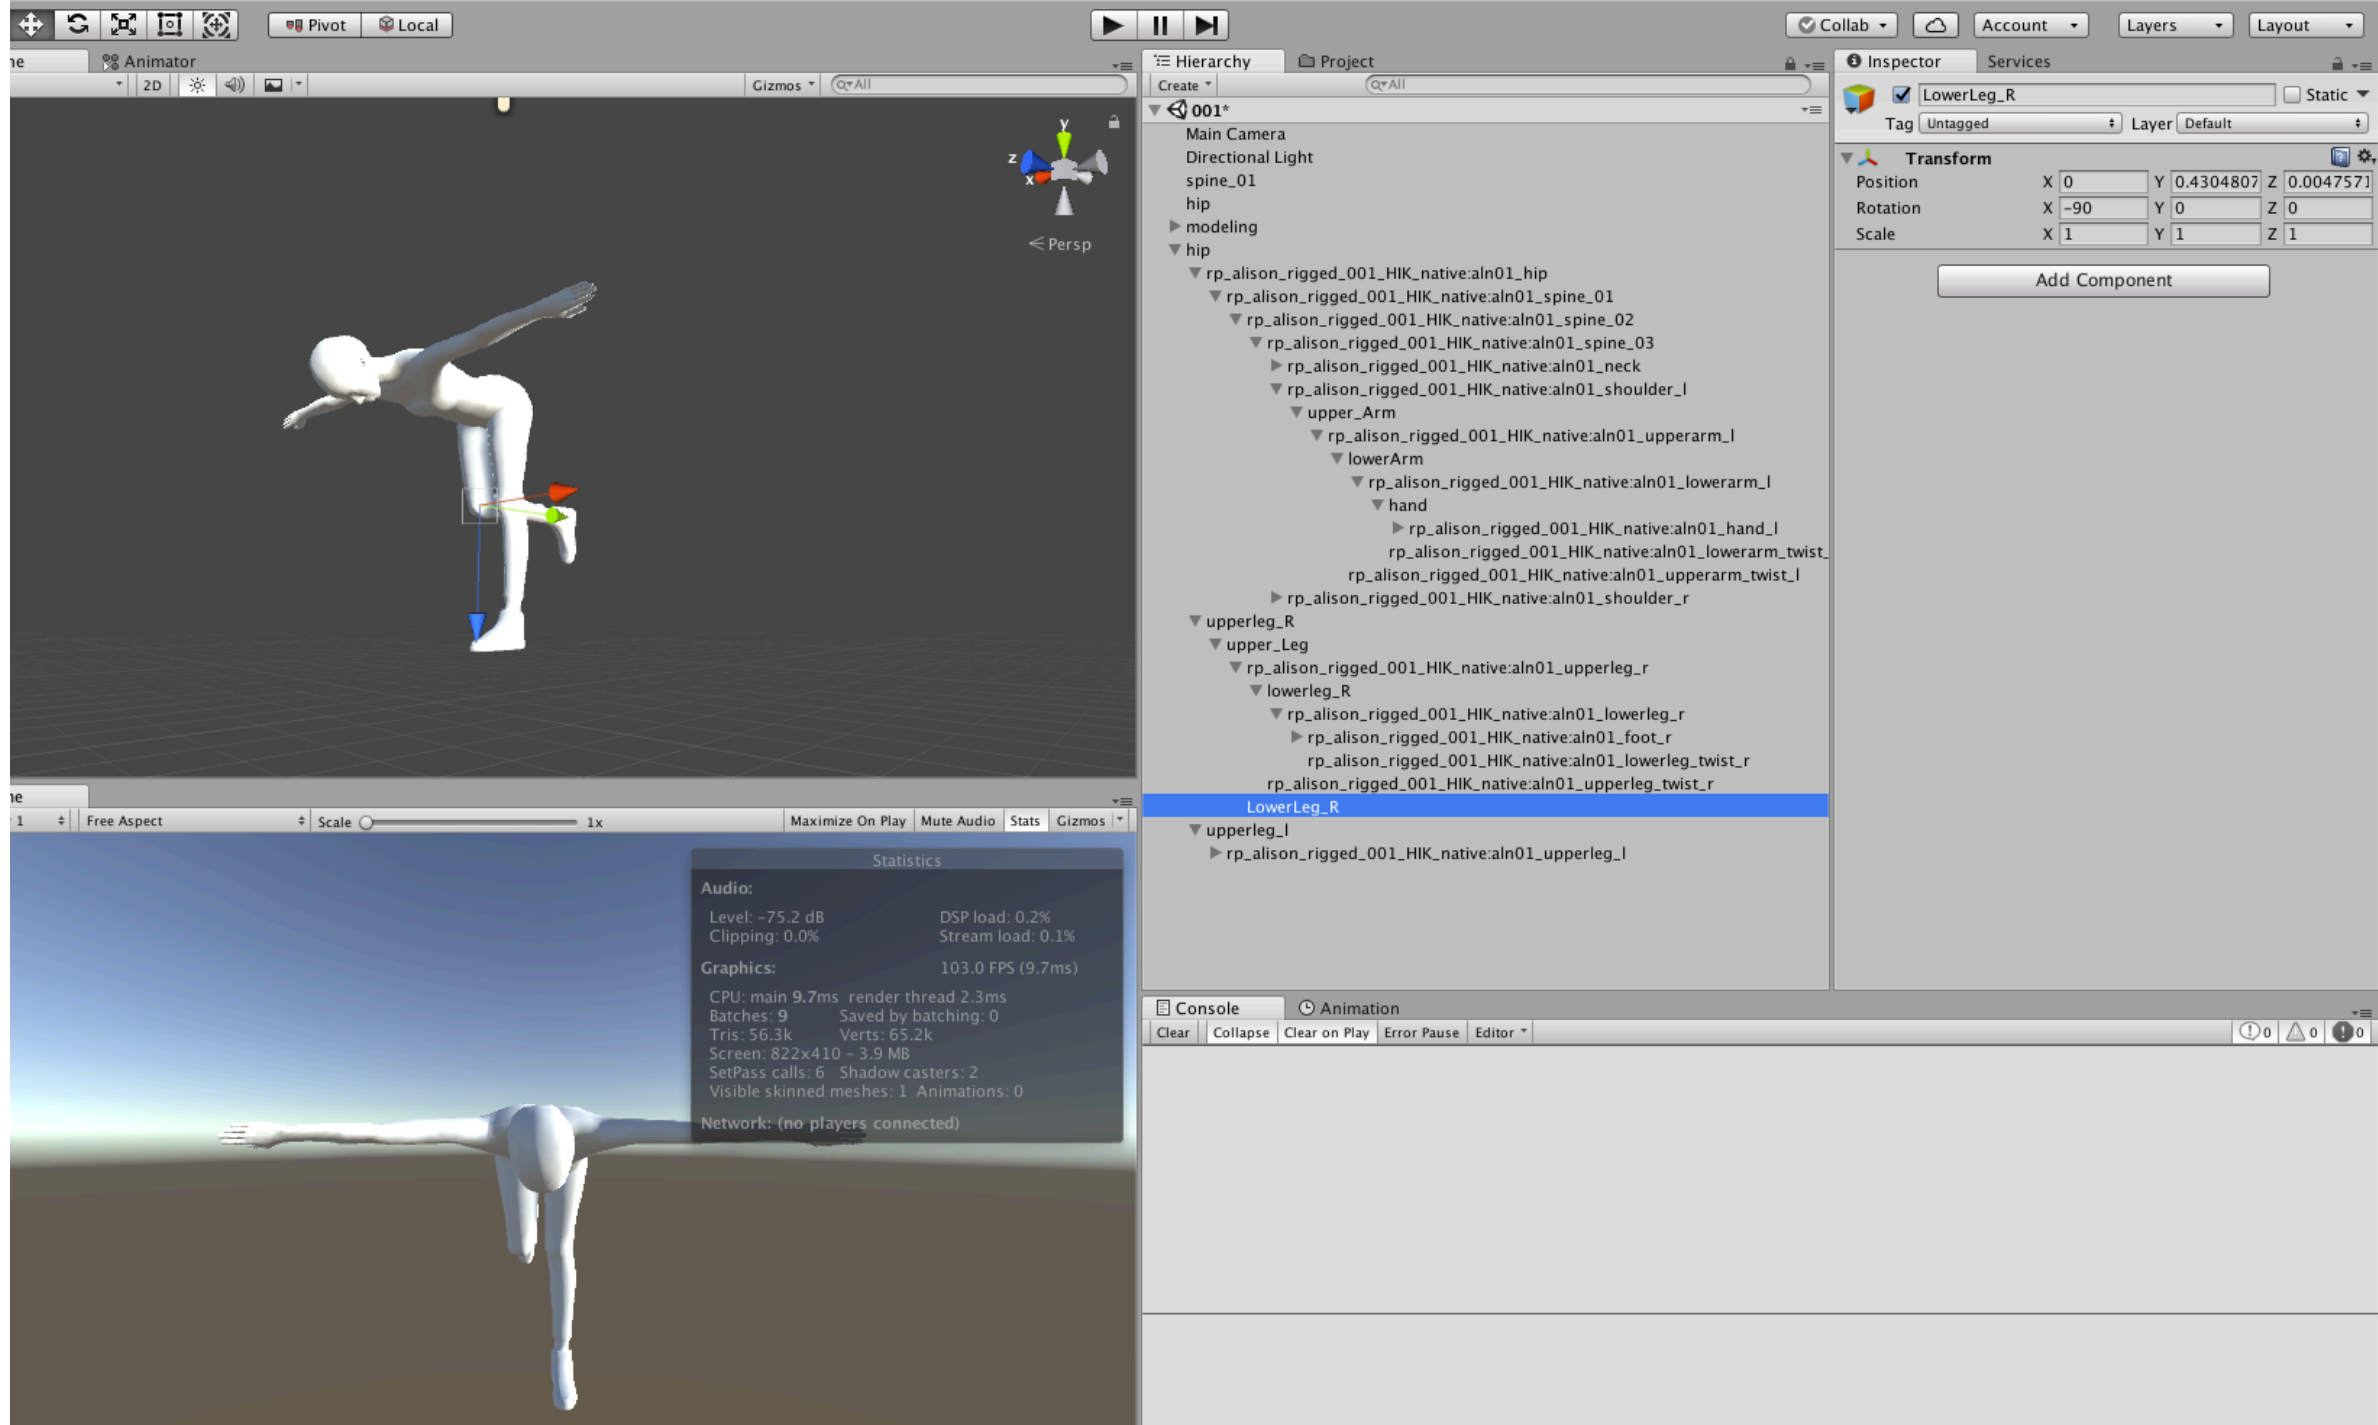 Pivot Local Collab Account Layers Layout
ne Animator
2D Gizmos All
y
z
x
Persp
Hierarchy Project
Create All
001*
Main Camera
Directional Light
spine_01
hip
modeling
hip
rp_alison_rigged_001_HIK_native:aln01_hip
rp_alison_rigged_001_HIK_native:aln01_spine_01
rp_alison_rigged_001_HIK_native:aln01_spine_02
rp_alison_rigged_001_HIK_native:aln01_spine_03
rp_alison_rigged_001_HIK_native:aln01_neck
rp_alison_rigged_001_HIK_native:aln01_shoulder_l
upper_Arm
rp_alison_rigged_001_HIK_native:aln01_upperarm_l
lowerArm
rp_alison_rigged_001_HIK_native:aln01_lowerarm_l
hand
rp_alison_rigged_001_HIK_native:aln01_hand_l
rp_alison_rigged_001_HIK_native:aln01_lowerarm_twist_
rp_alison_rigged_001_HIK_native:aln01_upperarm_twist_l
rp_alison_rigged_001_HIK_native:aln01_shoulder_r
upperleg_R
upper_Leg
rp_alison_rigged_001_HIK_native:aln01_upperleg_r
lowerleg_R
rp_alison_rigged_001_HIK_native:aln01_lowerleg_r
rp_alison_rigged_001_HIK_native:aln01_foot_r
rp_alison_rigged_001_HIK_native:aln01_lowerleg_twist_r
rp_alison_rigged_001_HIK_native:aln01_upperleg_twist_r
LowerLeg_R
upperleg_l
rp_alison_rigged_001_HIK_native:aln01_upperleg_l
Inspector Services
LowerLeg_R Static
Tag Untagged Layer Default
Transform
Position X 0 Y 0.4304807 Z 0.0047571
Rotation X -90 Y 0 Z 0
Scale X 1 Y 1 Z 1
Add Component
ne
1 Free Aspect Scale 1x Maximize On Play Mute Audio Stats Gizmos
Statistics
Audio:
Level: -75.2 dB DSP load: 0.2%
Clipping: 0.0% Stream load: 0.1%
Graphics: 103.0 FPS (9.7ms)
CPU: main 9.7ms render thread 2.3ms
Batches: 9 Saved by batching: 0
Tris: 56.3k Verts: 65.2k
Screen: 822x410 - 3.9 MB
SetPass calls: 6 Shadow casters: 2
Visible skinned meshes: 1 Animations: 0
Network: (no players connected)
Console Animation
Clear Collapse Clear on Play Error Pause Editor 0 0 0